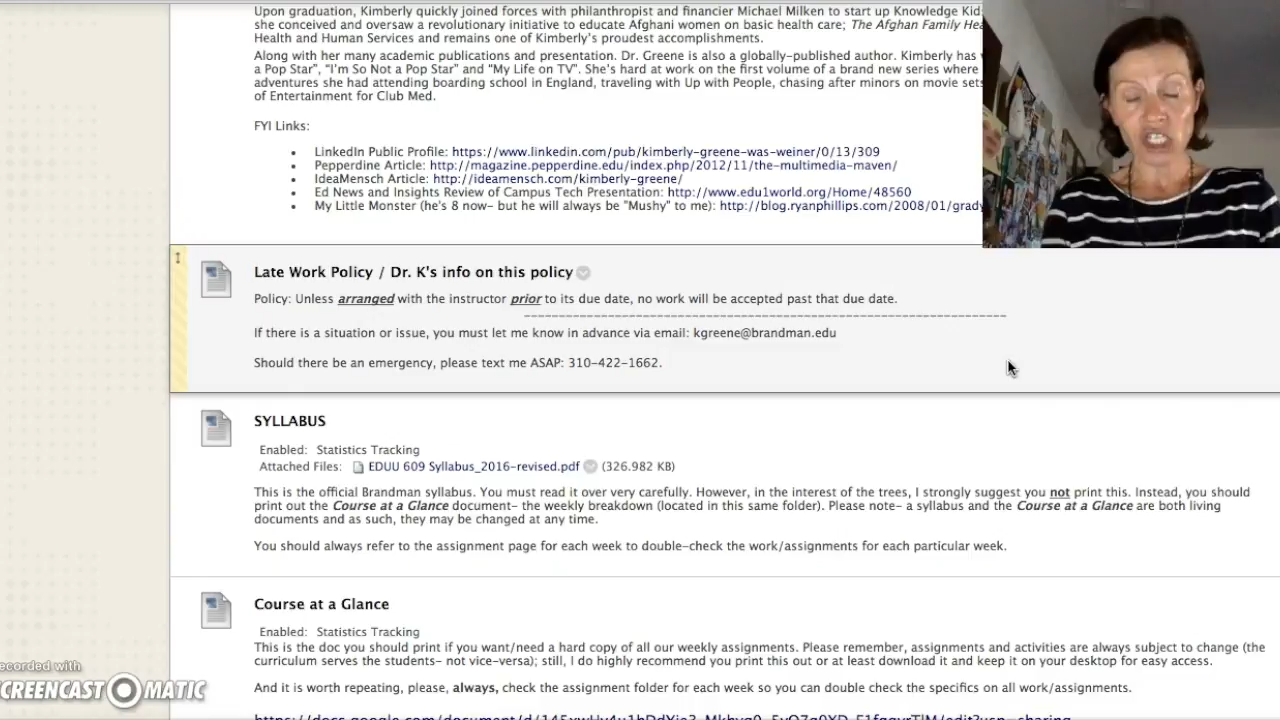 Upon graduation, Kimberly quickly joined forces with philanthropist and financier Michael Milken to start up Knowledge Kid
she conceived and oversaw a revolutionary initiative to educate Afghani women on basic health care; The Afghan Family Hea
Health and Human Services and remains one of Kimberly's proudest accomplishments.
Along with her many academic publications and presentation. Dr. Greene is also a globally-published author. Kimberly has
a Pop Star", "I'm So Not a Pop Star" and "My Life on TV". She's hard at work on the first volume of a brand new series where
adventures she had attending boarding school in England, traveling with Up with People, chasing after minors on movie sets
of Entertainment for Club Med.
FYI Links:
• LinkedIn Public Profile: https://www.linkedin.com/pub/kimberly-greene-was-weiner/0/13/309
• Pepperdine Article: http://magazine.pepperdine.edu/index.php/2012/11/the-multimedia-maven/
• IdeaMensch Article: http://ideamensch.com/kimberly-greene/
• Ed News and Insights Review of Campus Tech Presentation: http://www.edu1world.org/Home/48560
• My Little Monster (he's 8 now- but he will always be "Mushy" to me): http://blog.ryanphillips.com/2008/01/grady
Late Work Policy / Dr. K's info on this policy
Policy: Unless arranged with the instructor prior to its due date, no work will be accepted past that due date.
If there is a situation or issue, you must let me know in advance via email: kgreene@brandman.edu
Should there be an emergency, please text me ASAP: 310-422-1662.
SYLLABUS
Enabled: Statistics Tracking
Attached Files: EDUU 609 Syllabus_2016-revised.pdf (326.982 KB)
This is the official Brandman syllabus. You must read it over very carefully. However, in the interest of the trees, I strongly suggest you not print this. Instead, you should
print out the Course at a Glance document- the weekly breakdown (located in this same folder). Please note- a syllabus and the Course at a Glance are both living
documents and as such, they may be changed at any time.
You should always refer to the assignment page for each week to double-check the work/assignments for each particular week.
Course at a Glance
Enabled: Statistics Tracking
This is the doc you should print if you want/need a hard copy of all our weekly assignments. Please remember, assignments and activities are always subject to change (the
curriculum serves the students- not vice-versa); still, I do highly recommend you print this out or at least download it and keep it on your desktop for easy access.
And it is worth repeating, please, always, check the assignment folder for each week so you can double check the specifics on all work/assignments.
ecorded with
CREENCAST MATIC